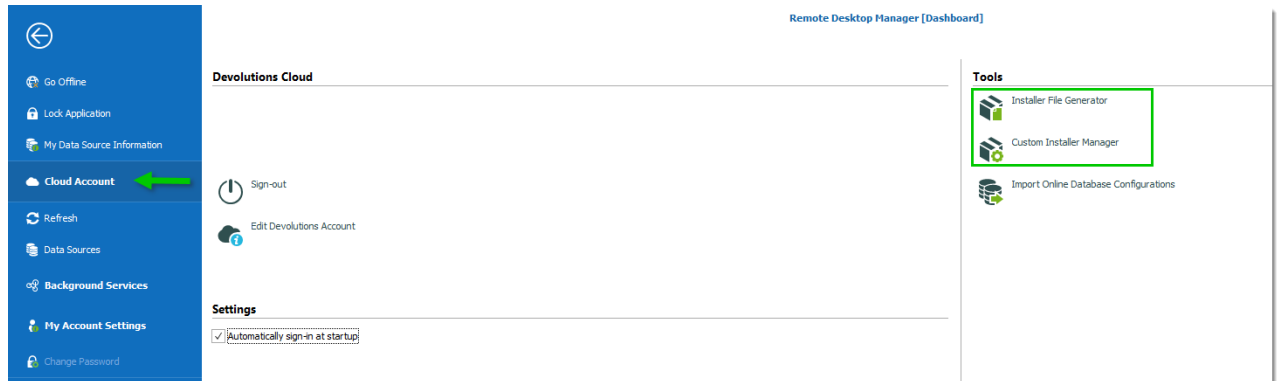 Remote Desktop Manager [Dashboard]
Go Offline
Lock Application
My Data Source Information
Cloud Account
Refresh
Data Sources
Background Services
My Account Settings
Change Password
Devolutions Cloud
Sign-out
Edit Devolutions Account
Settings
Automatically sign-in at startup
Tools
Installer File Generator
Custom Installer Manager
Import Online Database Configurations